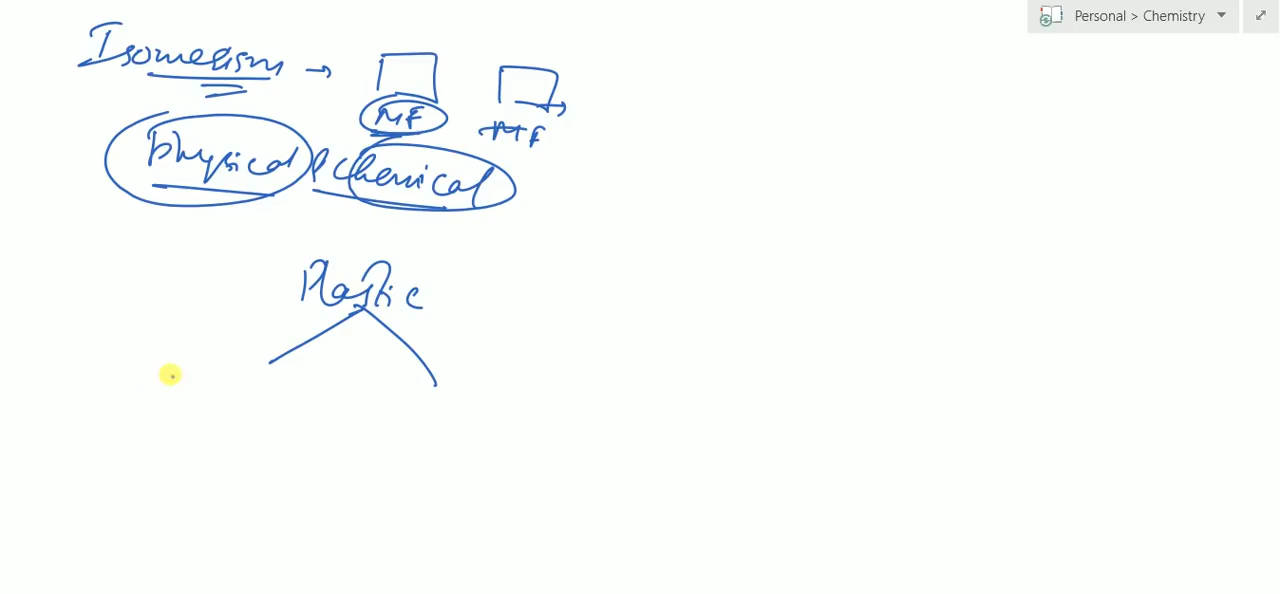 Personal > Chemistry
Isomerism →
MF MF
Physical & Chemical
Plastic